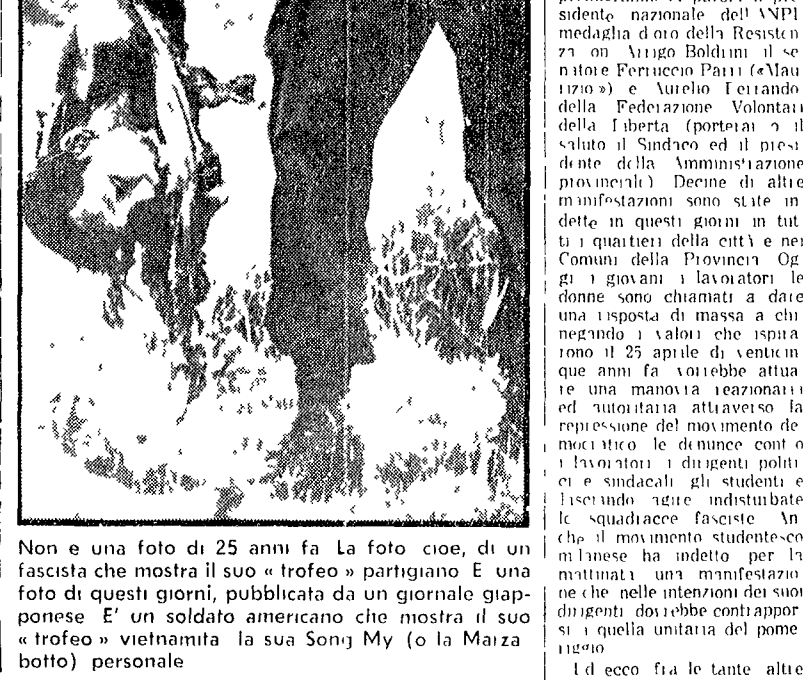 Non e una foto di 25 anni fa La foto cioe, di un
fascista che mostra il suo « trofeo » partigiano E una
foto di questi giorni, pubblicata da un giornale giap-
ponese E' un soldato americano che mostra il suo
« trofeo » vietnamita la sua Song My (o la Marza
botto) personale
sidente nazionale dell ANPI
medaglia d oro della Resisten
za on Arrigo Boldrini il se
natore Ferruccio Parri («Mau
rizio») e Aurelio Ferrando
della Federazione Volontari
della Liberta (porterai o il
saluto il Sindaco ed il presi
dente della Amministrazione
provinciale) Decine di altre
manifestazioni sono state in
dette in questi giorni in tut
ti i quartieri della città e nei
Comuni della Provincia Og
gi i giovani i lavoratori le
donne sono chiamati a dare
una risposta di massa a chi
negando i valori che ispira
rono il 25 aprile di venticin
que anni fa vorrebbe attua
re una manovra reazionaria
ed autoritaria attraverso la
repressione del movimento de
mocratico le denunce cont o
i lavoratori i dirigenti politi
ci e sindacali gli studenti e
lasciando agire indisturbate
le squadracce fasciste An
che il movimento studentesco
milanese ha indetto per la
mattinata una manifestazio
ne che nelle intenzioni dei suoi
dirigenti dovrebbe contrappor
si a quella unitaria del pome
riggio
Ed ecco fra le tante altre